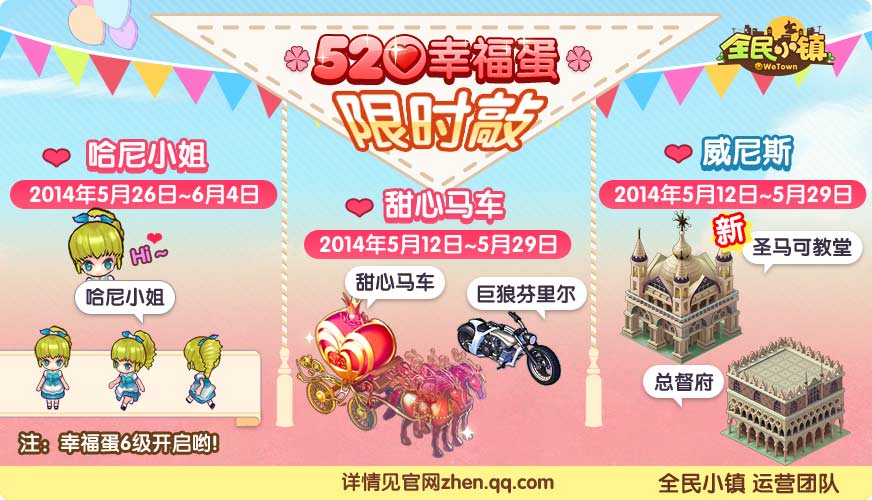 520幸福蛋
限时敲
全民小镇
WeTown
哈尼小姐
2014年5月26日~6月4日
Hi~
哈尼小姐
注：幸福蛋6级开启哟!
甜心马车
2014年5月12日~5月29日
甜心马车
巨狼芬里尔
威尼斯
2014年5月12日~5月29日
新
圣马可教堂
总督府
详情见官网zhen.qq.com
全民小镇 运营团队